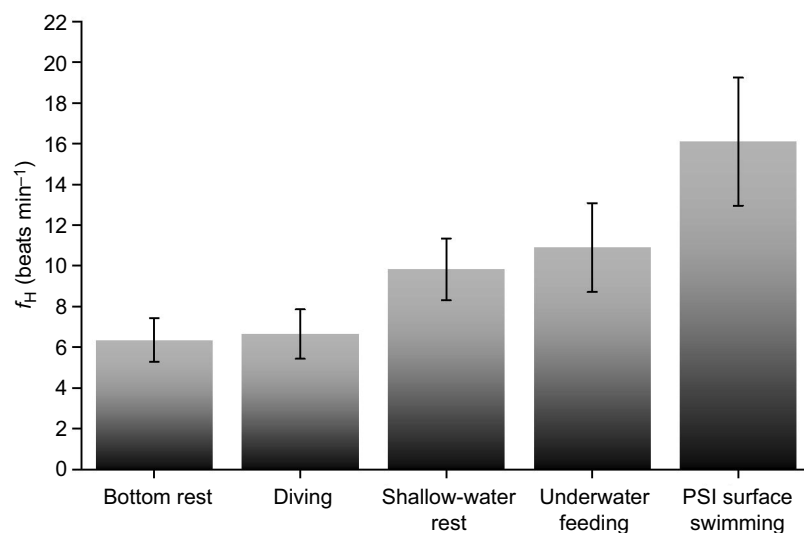 22
20
18
16
14
12
10
8
6
4
2
0
fH (beats min–1)
Bottom rest
Diving
Shallow-water
rest
Underwater
feeding
PSI surface
swimming